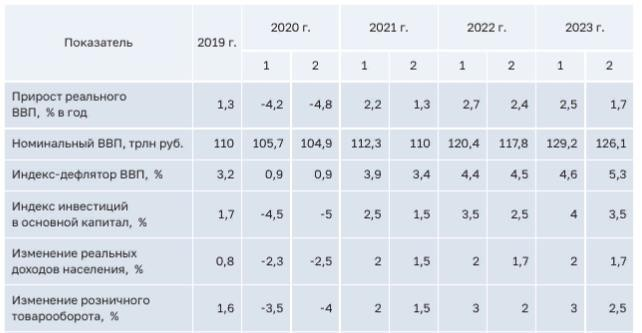 Показатель 2019 г. 2020 г. 2021 г. 2022 г. 2023 г.
1 2 1 2 1 2 1 2
Прирост реального
ВВП, % в год 1,3 -4,2 -4,8 2,2 1,3 2,7 2,4 2,5 1,7
Номинальный ВВП, трлн руб. 110 105,7 104,9 112,3 110 120,4 117,8 129,2 126,1
Индекс-дефлятор ВВП, % 3,2 0,9 0,9 3,9 3,4 4,4 4,5 4,6 5,3
Индекс инвестиций
в основной капитал, % 1,7 -4,5 -5 2,5 1,5 3,5 2,5 4 3,5
Изменение реальных
доходов населения, % 0,8 -2,3 -2,5 2 1,5 2 1,7 2 1,7
Изменение розничного
товарооборота, % 1,6 -3,5 -4 2 1,5 3 2 3 2,5